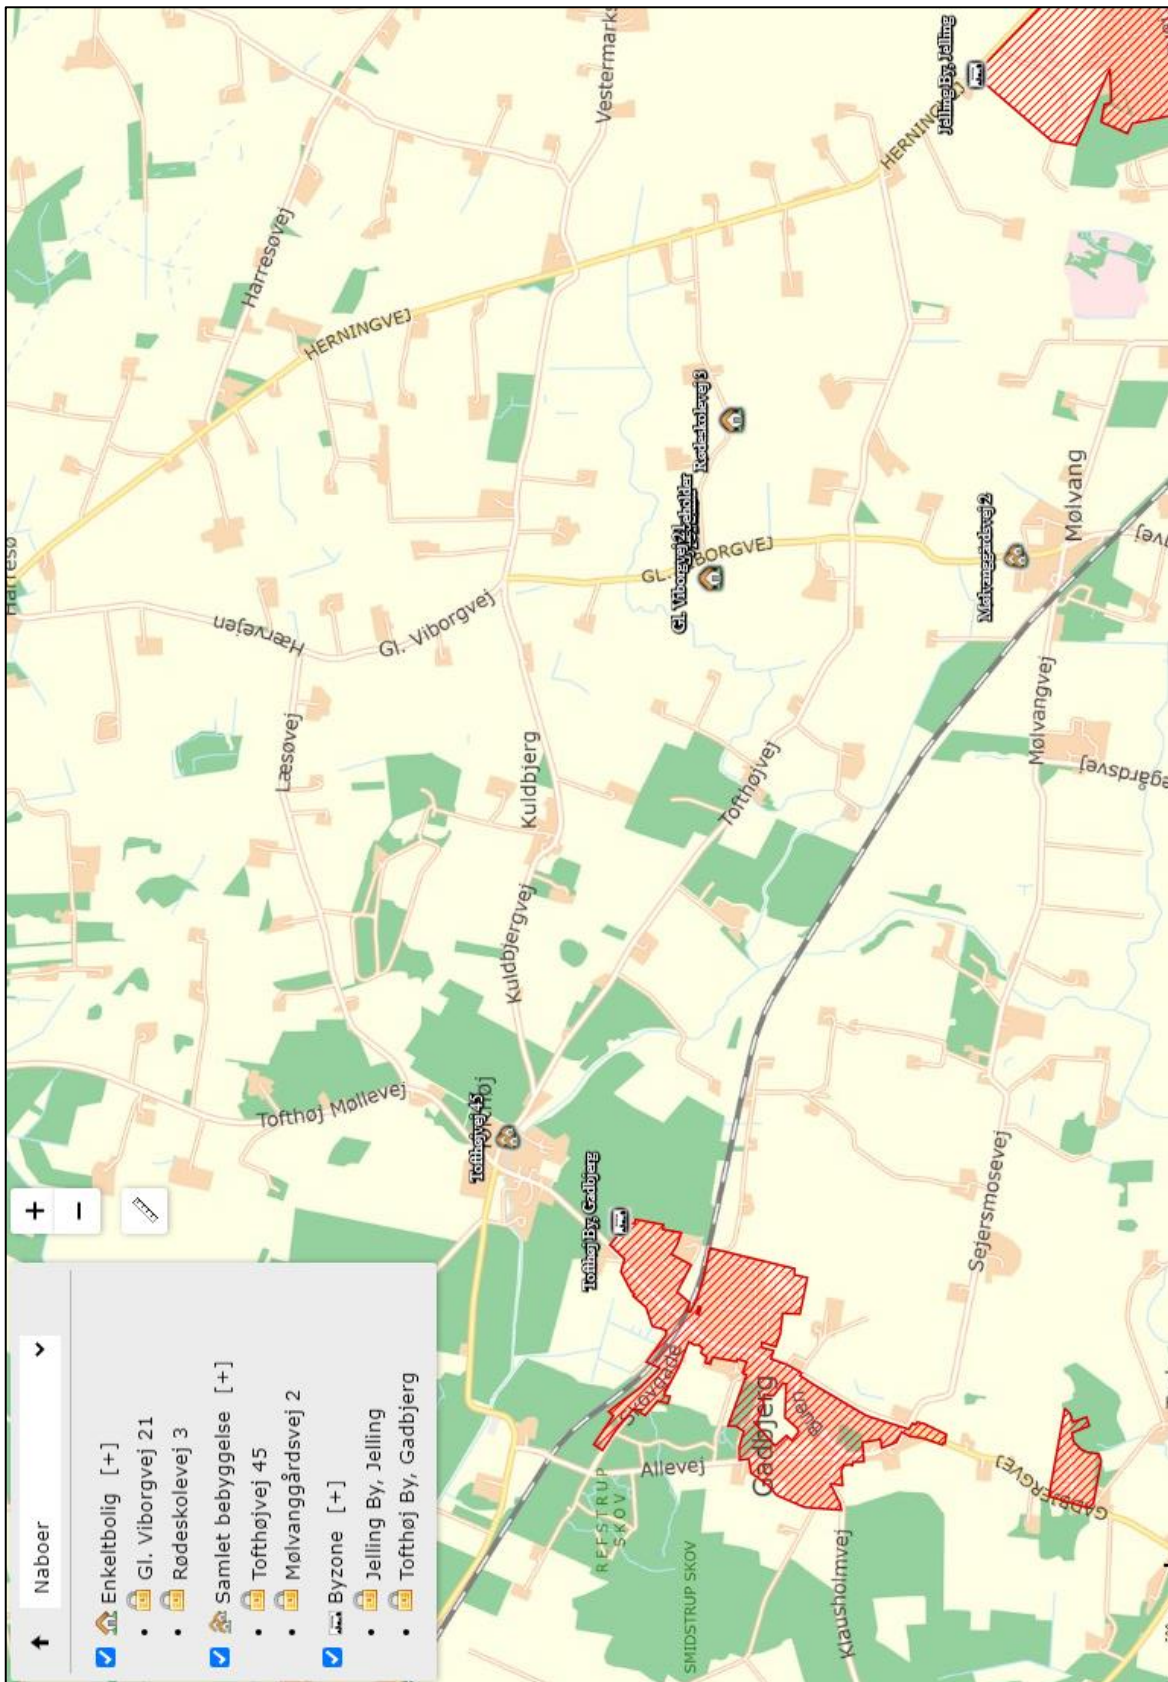 Naboer
Enkeltbolig [+]
Gl. Viborgvej 21
Rødeskolevej 3
Samlet bebyggelse [+]
Tofthøjvej 45
Mølvanggårdsvej 2
Byzone [+]
Jelling By, Jelling
Tofthøj By, Gadbjerg
+
−
Harresø
Harresøvej
HERNINGVEJ
Vestermarks
Hærvejen
Gl. Viborgvej
Læsøvej
Kuldbjerg
Kuldbjergvej
Tofthøj Møllevej
Tofthøjvej 45
Tofthøj By, Gadbjerg
Tofthøjvej
Gl. Viborgvej 21
Rødeskolevej 3
HERNINGVEJ
Jelling By, Jelling
Mølvanggårdsvej 2
Mølvang
Mølvangvej
egårdsvej
Sejersmosevej
Skovgade
Gadbjerg
Buen
Allevej
REFSTRUP
SKOV
SMIDSTRUP SKOV
Klausholmvej
GADBJERGVEJ